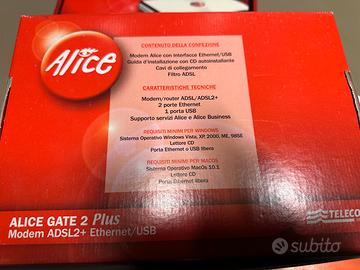 Alice
CONTENUTO DELLA CONFEZIONE
Modem Alice con Interfacce Ethernet/USB
Guida d'installazione con CD autoinstallante
Cavi di collegamento
Filtro ADSL
CARATTERISTICHE TECNICHE
Modem/router ADSL/ADSL2+
2 porte Ethernet
1 porta USB
Supporto servizi Alice e Alice Business
REQUISITI MINIMI PER WINDOWS
Sistema Operativo Windows Vista, XP, 2000, ME, 98SE
Lettore CD
Porta Ethernet o USB libera
REQUISITI MINIMI PER MACOS
Sistema Operativo MacOs 10.1
Lettore CD
Porta Ethernet libera
ALICE GATE 2 Plus
Modem ADSL2+ Ethernet/USB
TELECO
subito